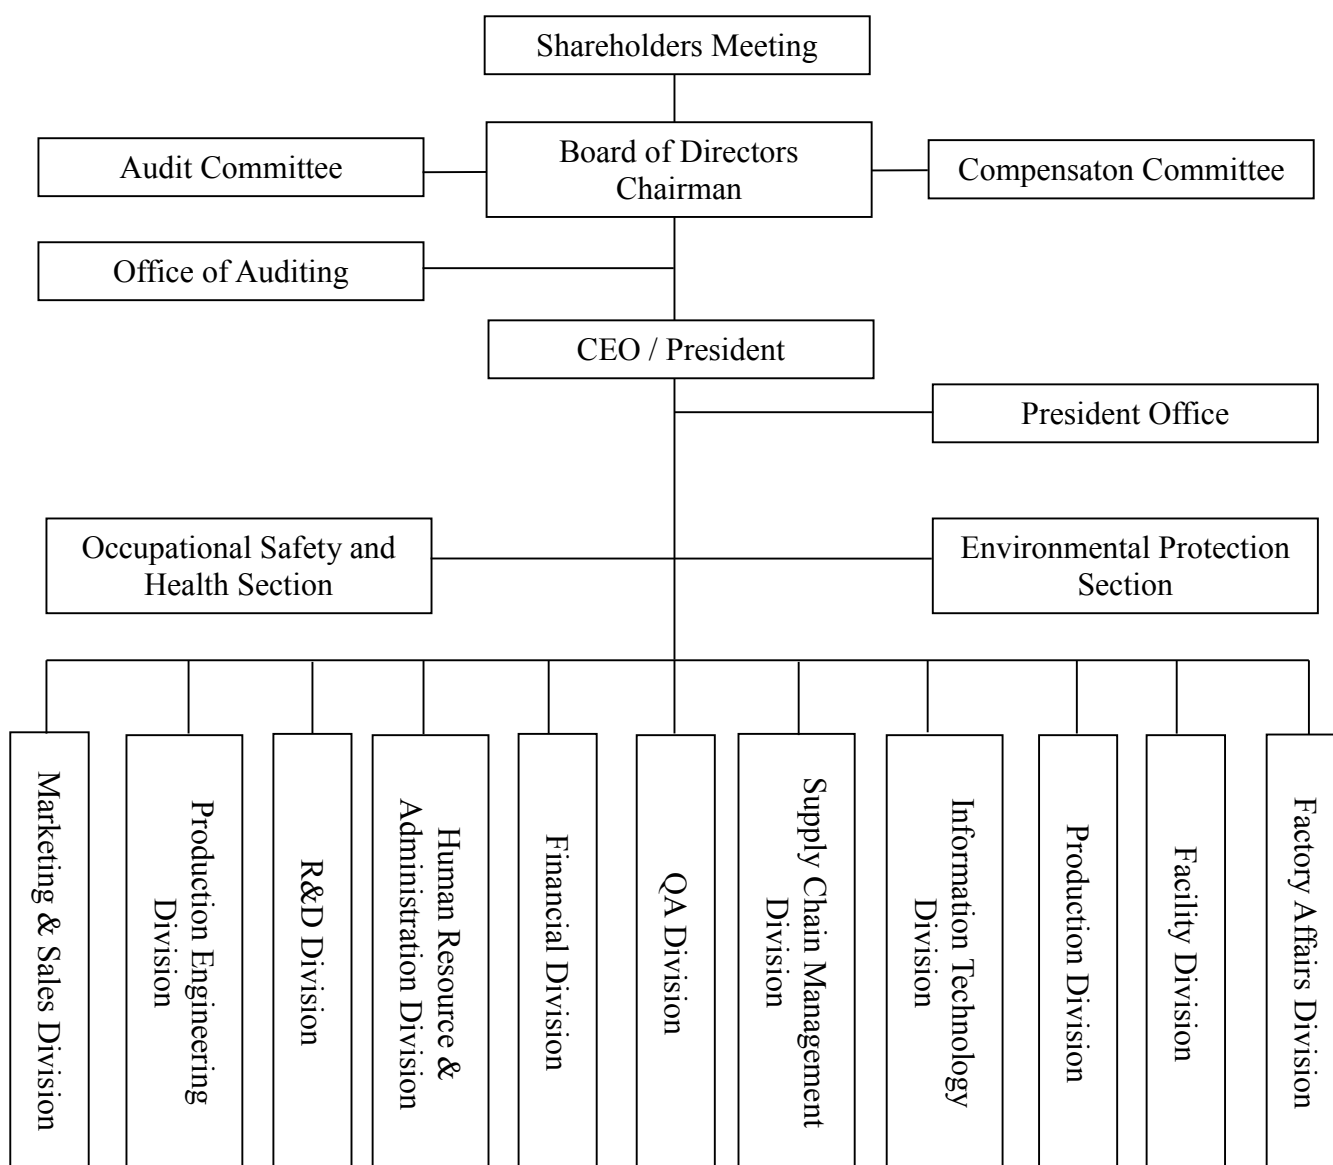 Shareholders Meeting
Audit Committee
Board of Directors
Chairman
Compensaton Committee
Office of Auditing
CEO / President
President Office
Occupational Safety and
Health Section
Environmental Protection
Section
Marketing & Sales Division
Production Engineering
Division
R&D Division
Human Resource &
Administration Division
Financial Division
QA Division
Supply Chain Management
Division
Information Technology
Division
Production Division
Facility Division
Factory Affairs Division